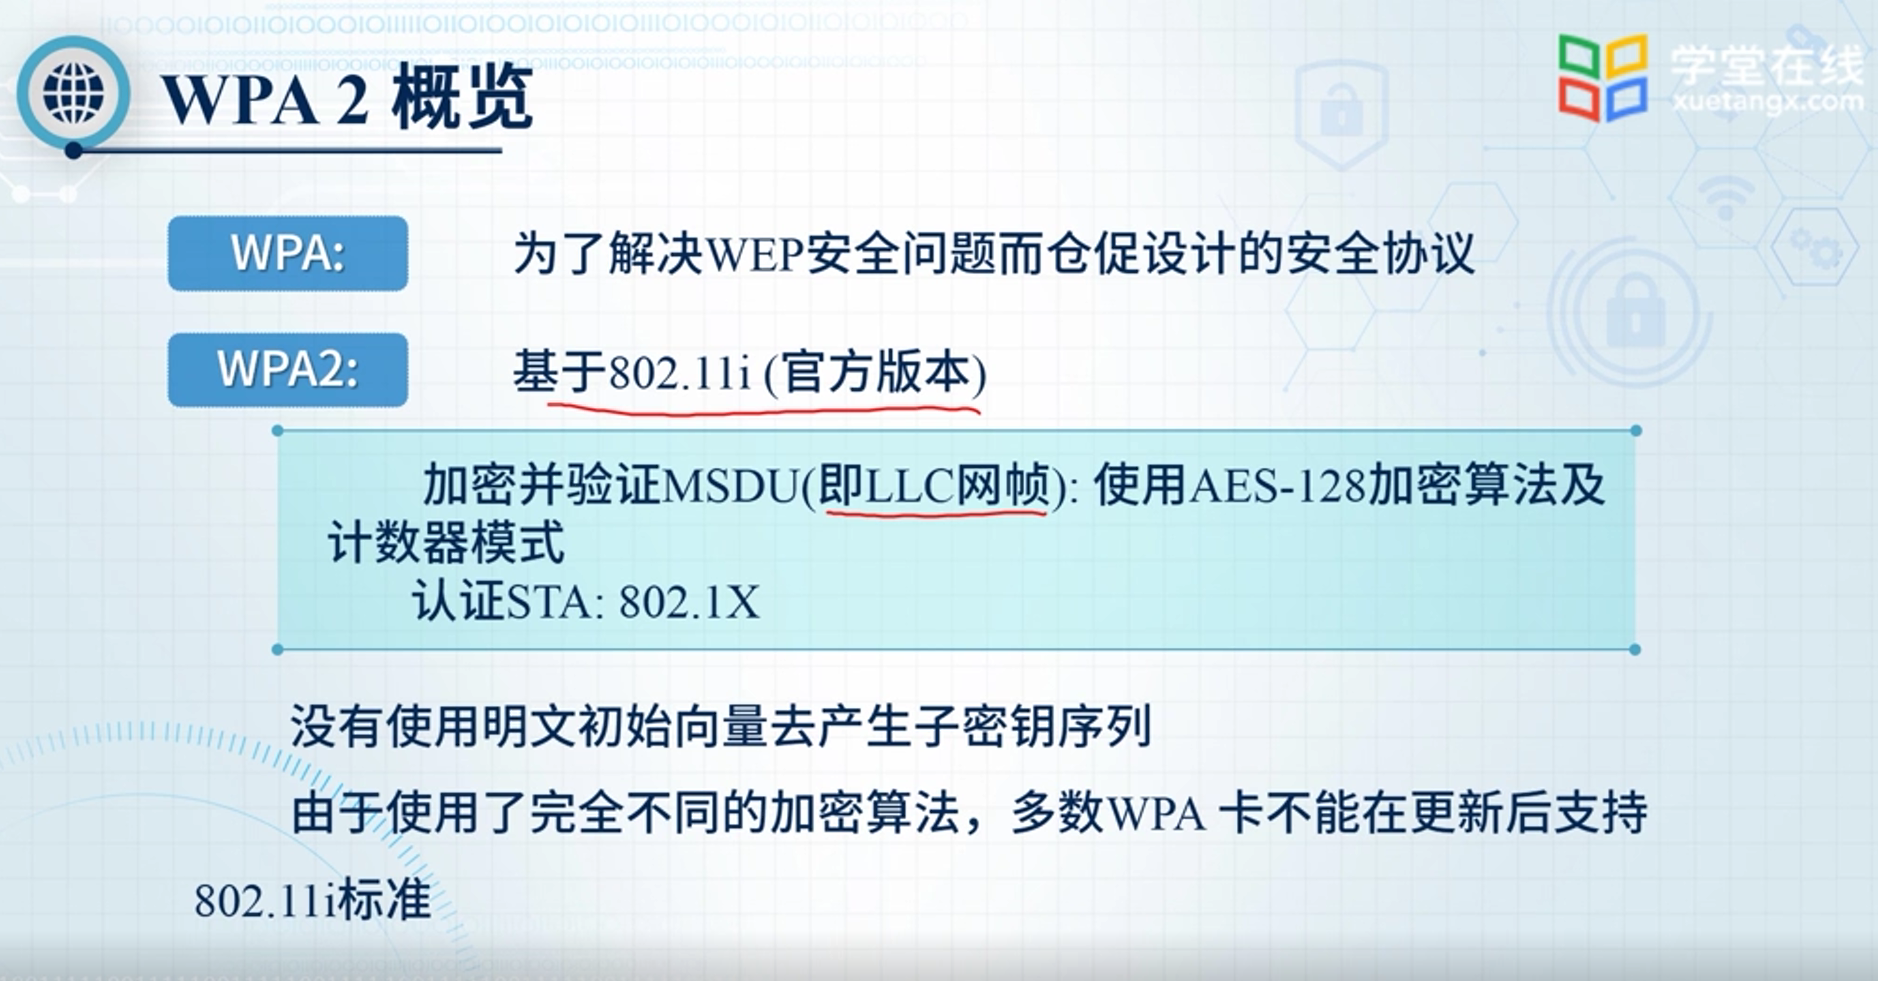 WPA 2 概览
学堂在线
xuetangx.com
WPA:
为了解决WEP安全问题而仓促设计的安全协议
WPA2:
基于802.11i (官方版本)
加密并验证MSDU(即LLC网帧): 使用AES-128加密算法及
计数器模式
认证STA: 802.1X
没有使用明文初始向量去产生子密钥序列
由于使用了完全不同的加密算法，多数WPA 卡不能在更新后支持
802.11i标准